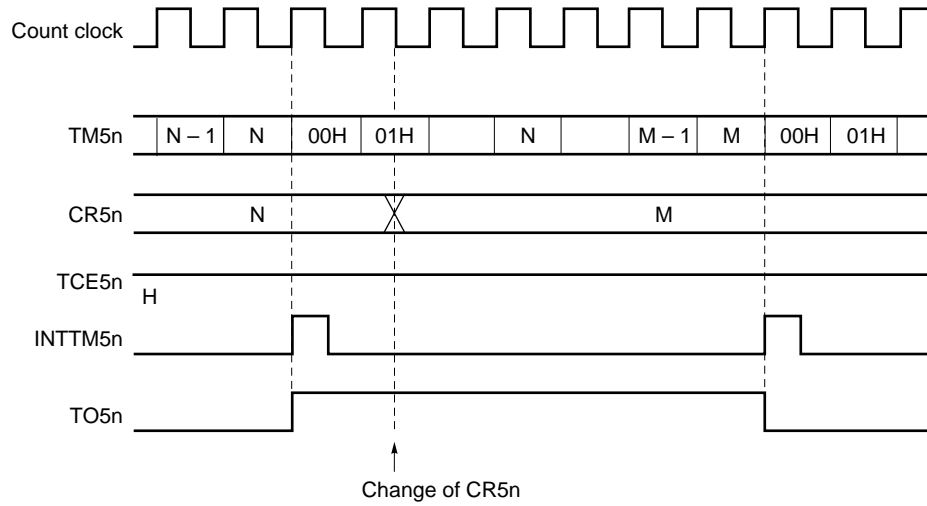 Count clock
TM5n N – 1 N 00H 01H N M – 1 M 00H 01H
CR5n N M
TCE5n
H
INTTM5n
TO5n
Change of CR5n